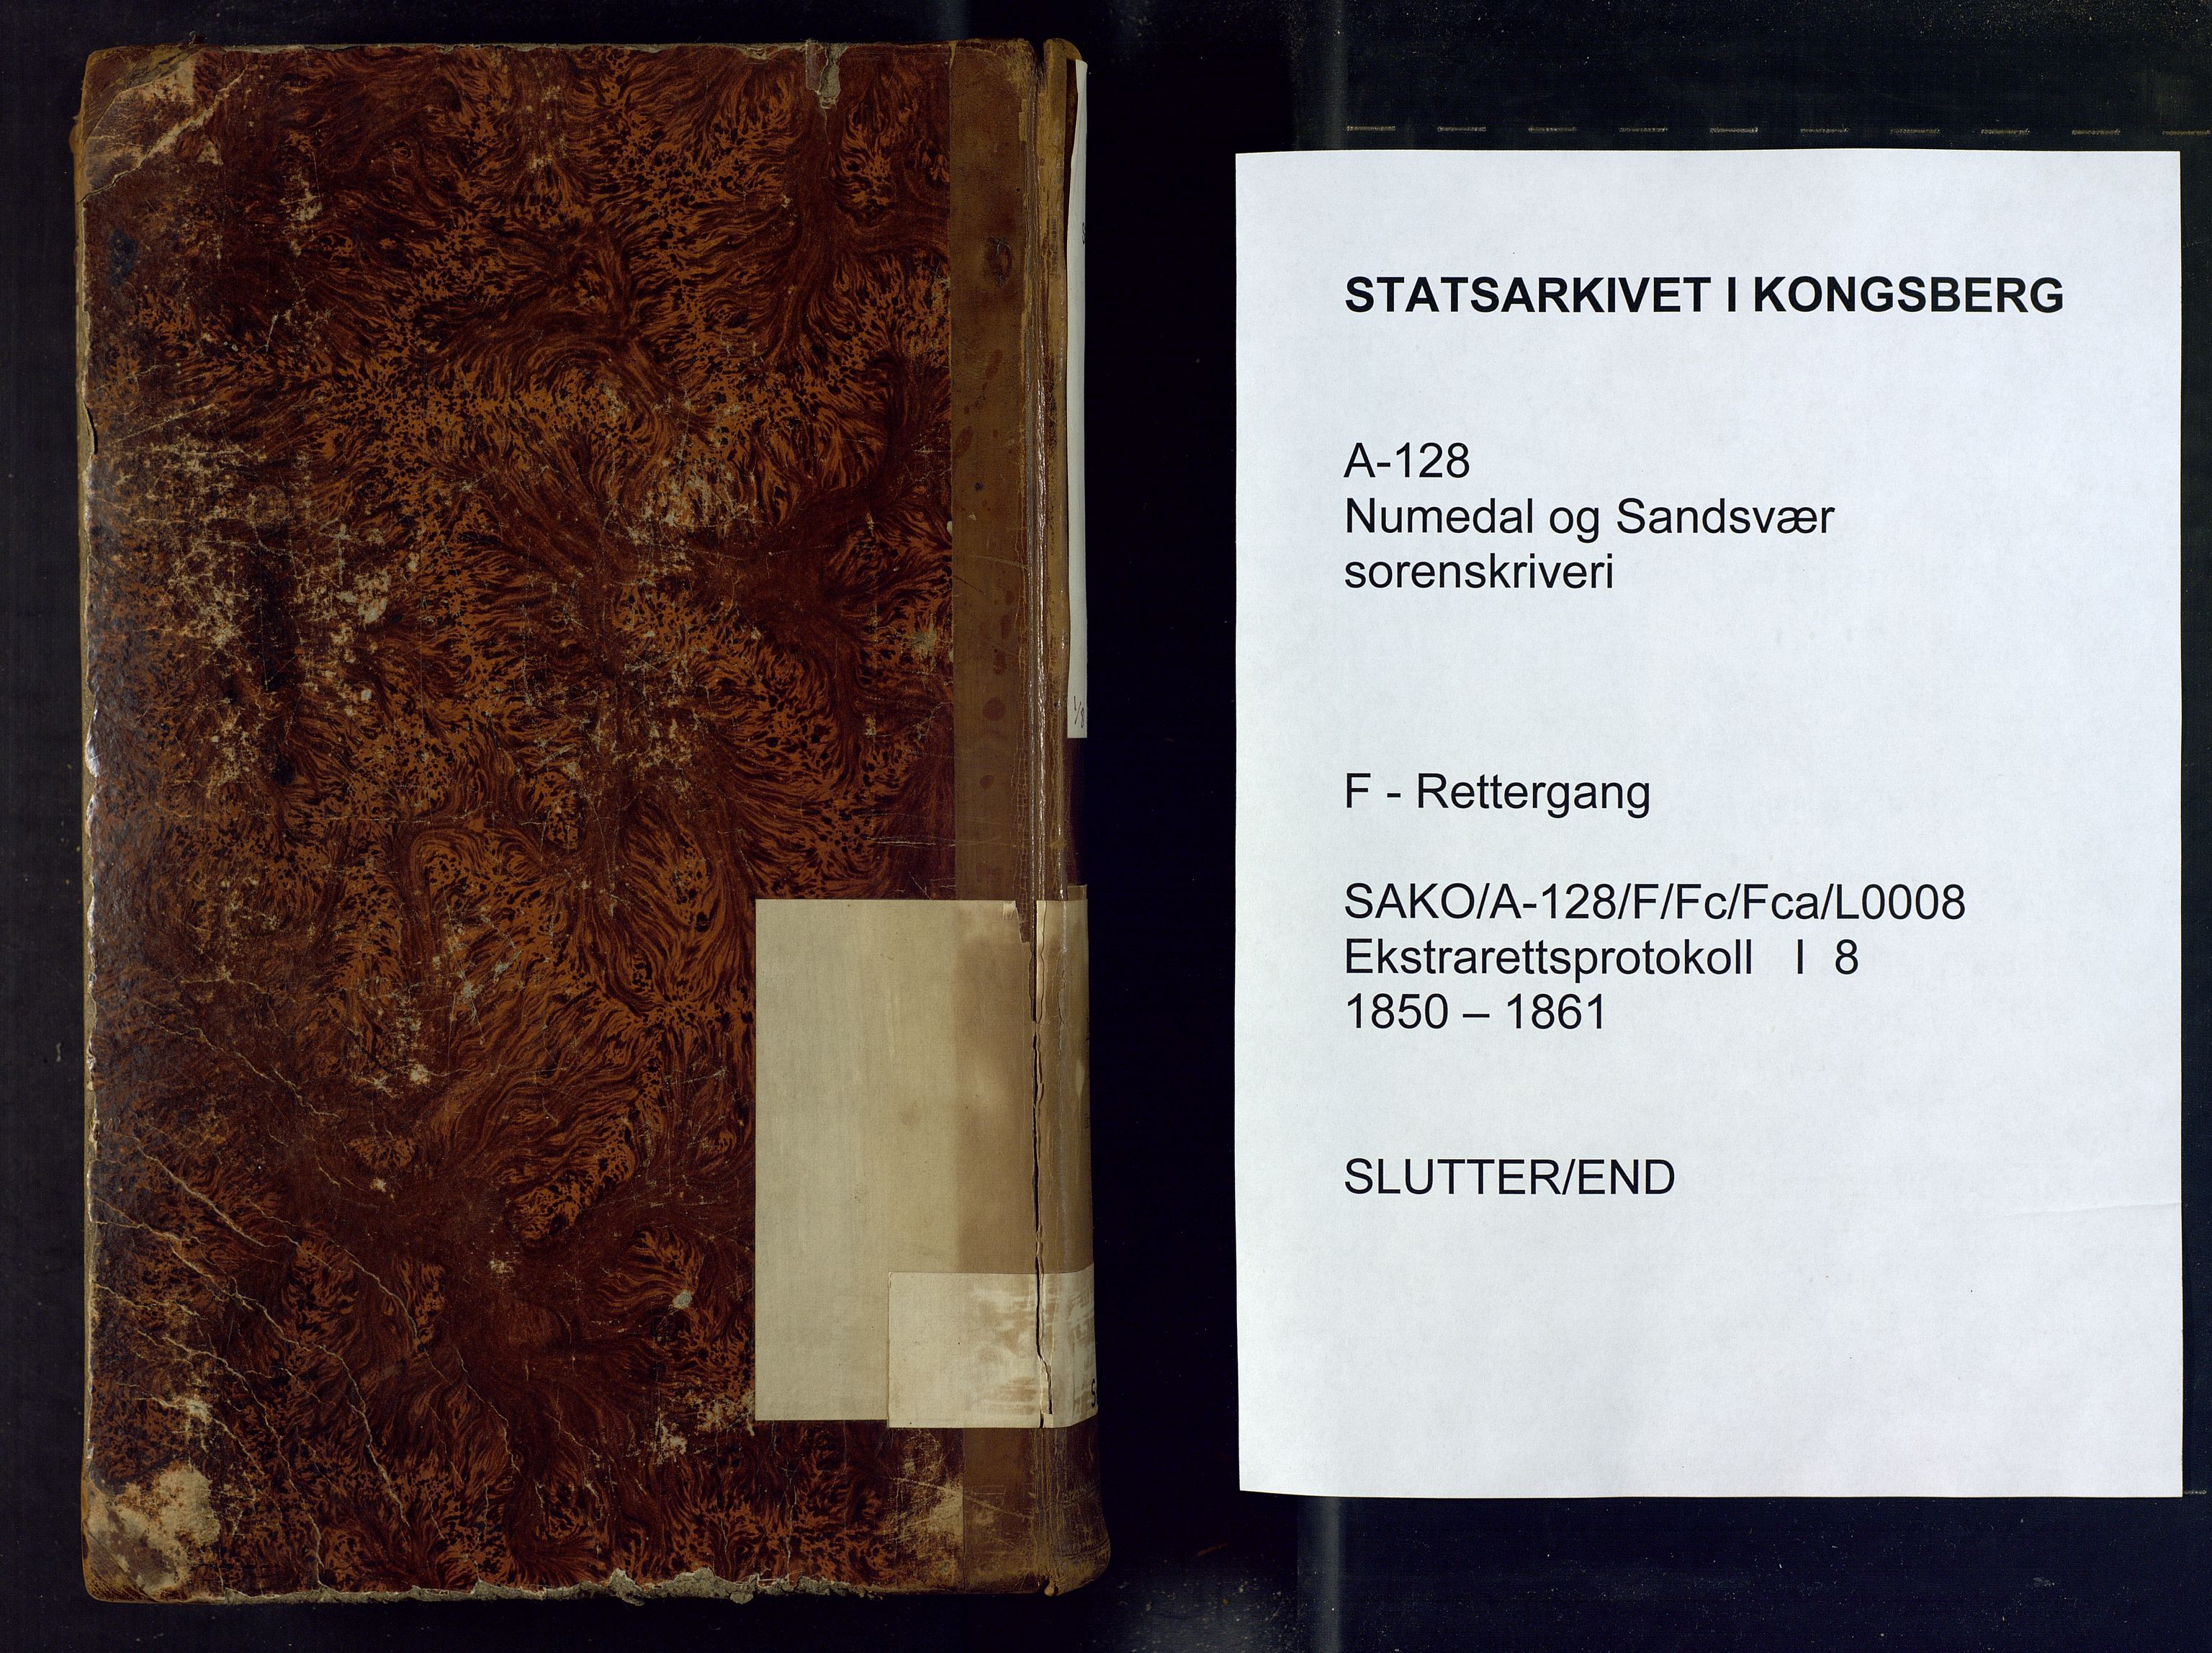 STATSARKIVET I KONGSBERG
A-128
Numedal og Sandsvær
sorenskriveri
F - Rettergang
SAKO/A-128/F/Fc/Fca/L0008
Ekstrarettsprotokoll I 8
1850 – 1861
SLUTTER/END